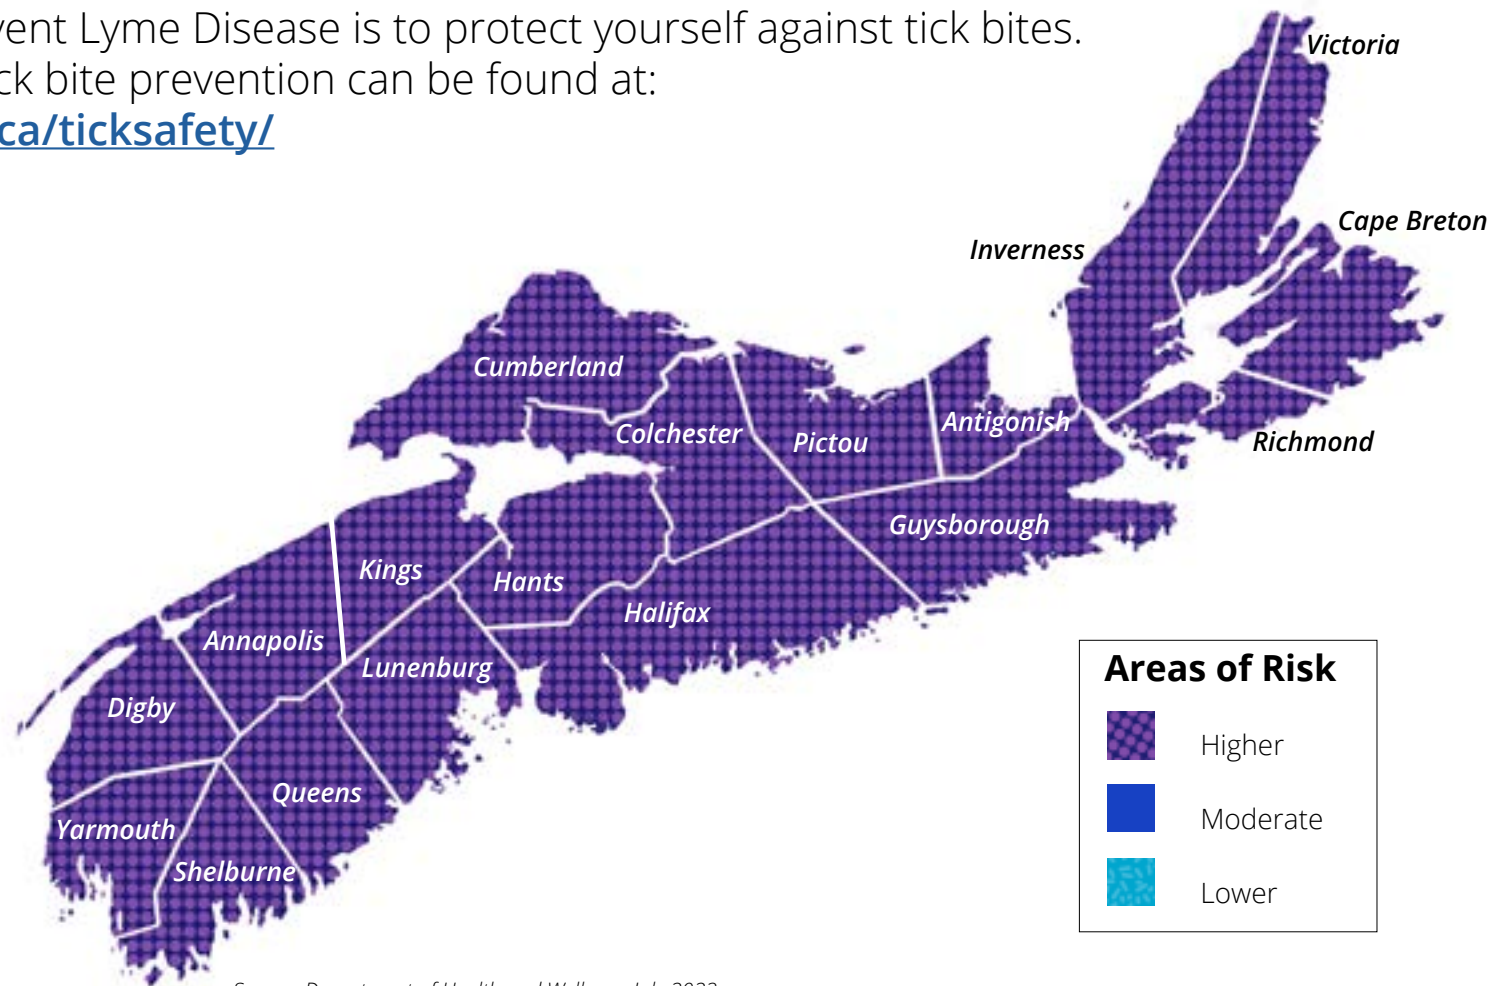 vent Lyme Disease is to protect yourself against tick bites.
ck bite prevention can be found at:
ca/ticksafety/
Victoria
Cape Breton
Inverness
Cumberland
Colchester
Pictou
Antigonish
Richmond
Guysborough
Kings
Hants
Halifax
Annapolis
Lunenburg
Digby
Queens
Yarmouth
Shelburne
Areas of Risk
Higher
Moderate
Lower